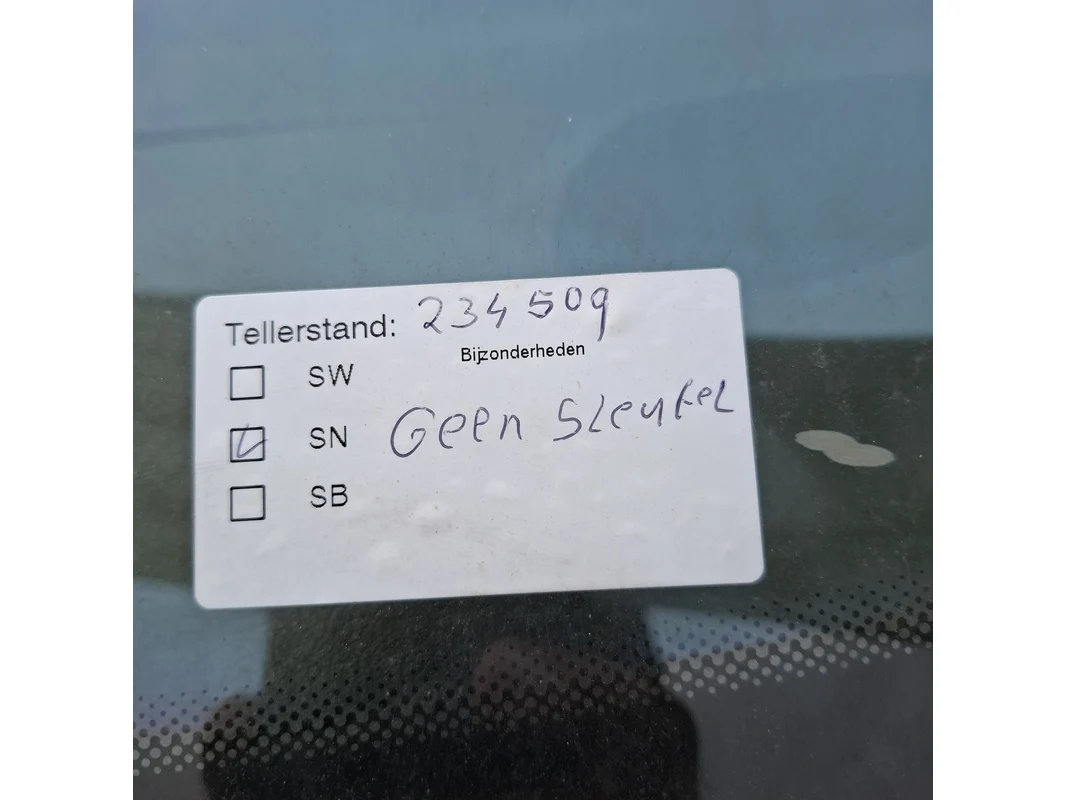 Tellerstand: 234509
Bijzonderheden
SW
SN Geen Sleutel
SB